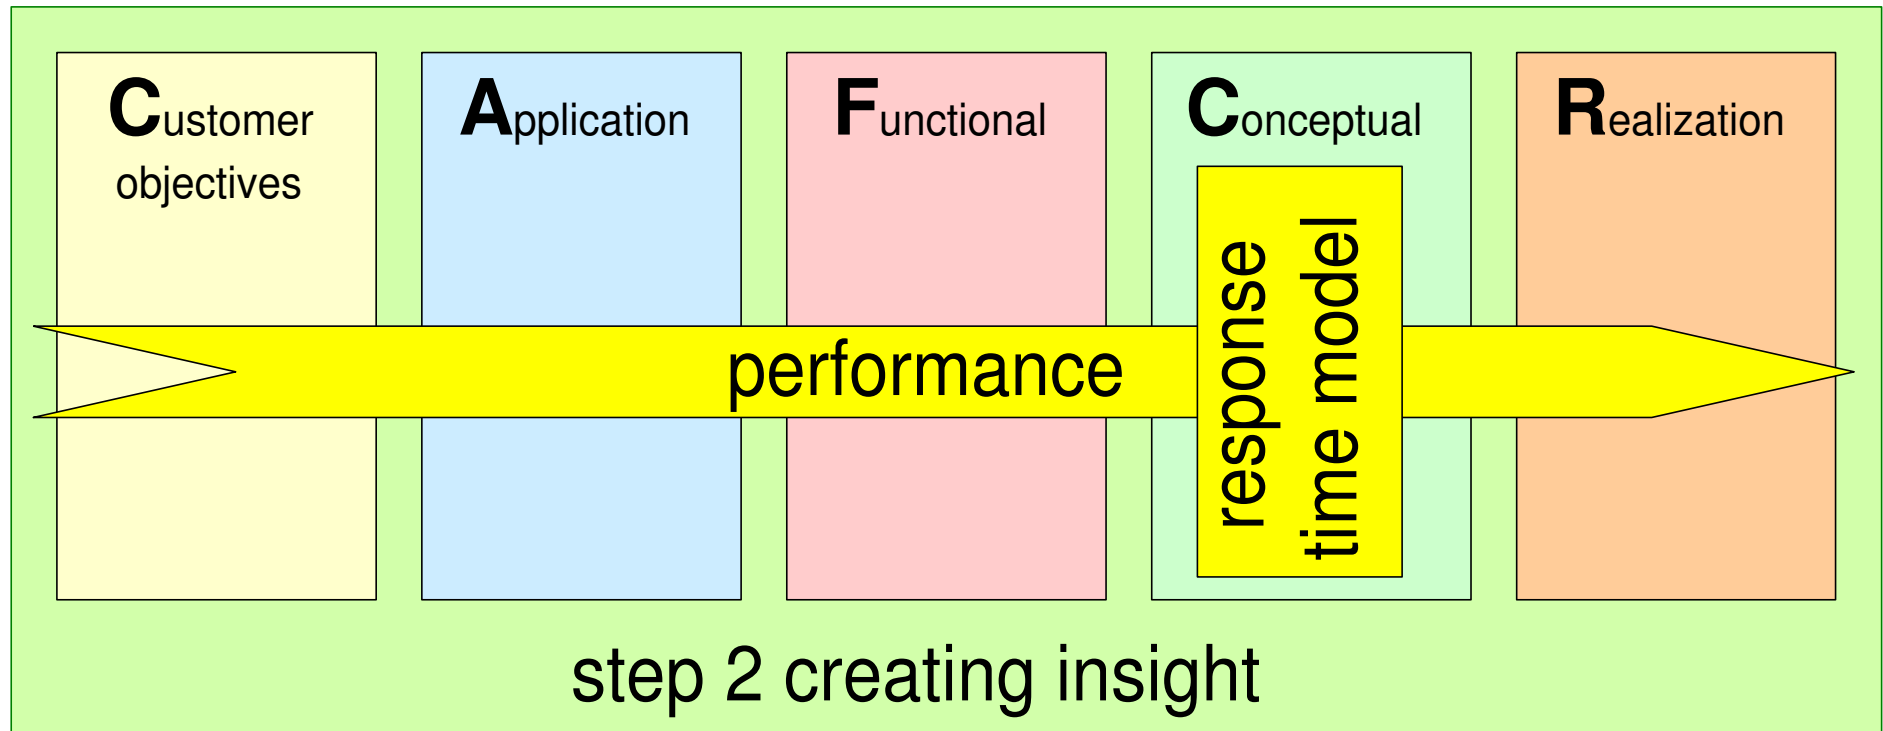 Customer
objectives
Application
Functional
Conceptual
Realization
performance
response
time model
step 2 creating insight